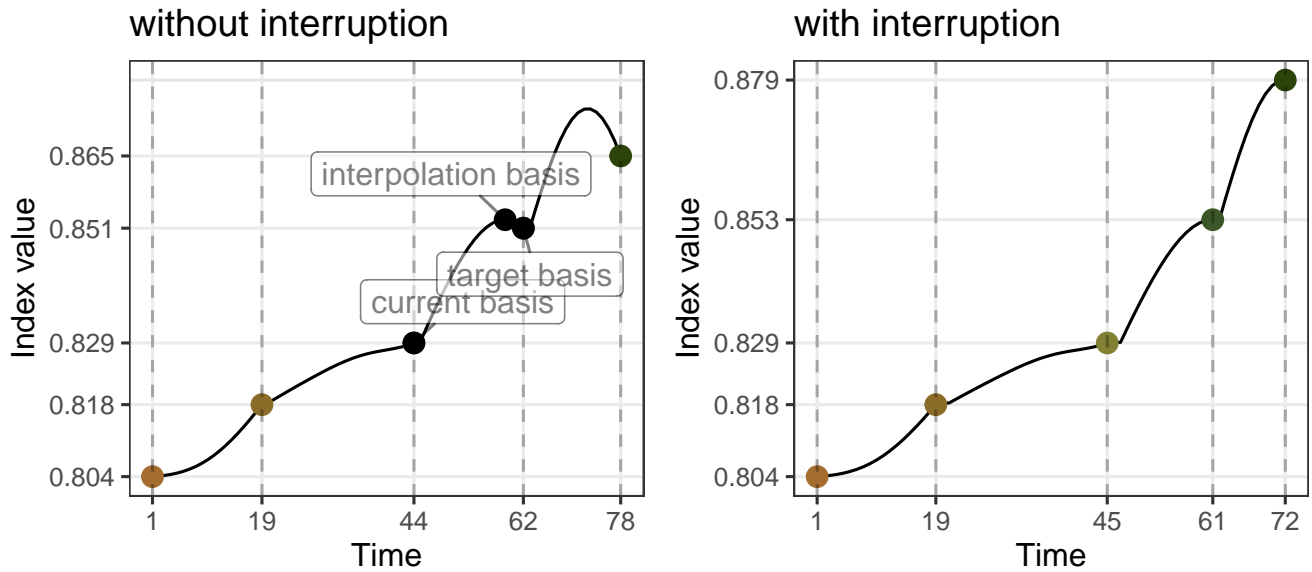 without interruption
0.865
0.851
0.829
0.818
0.804
interpolation basis
target basis
current basis
Index value
1 19 44 62 78
Time
with interruption
0.879
0.853
0.829
0.818
0.804
Index value
1 19 45 61 72
Time